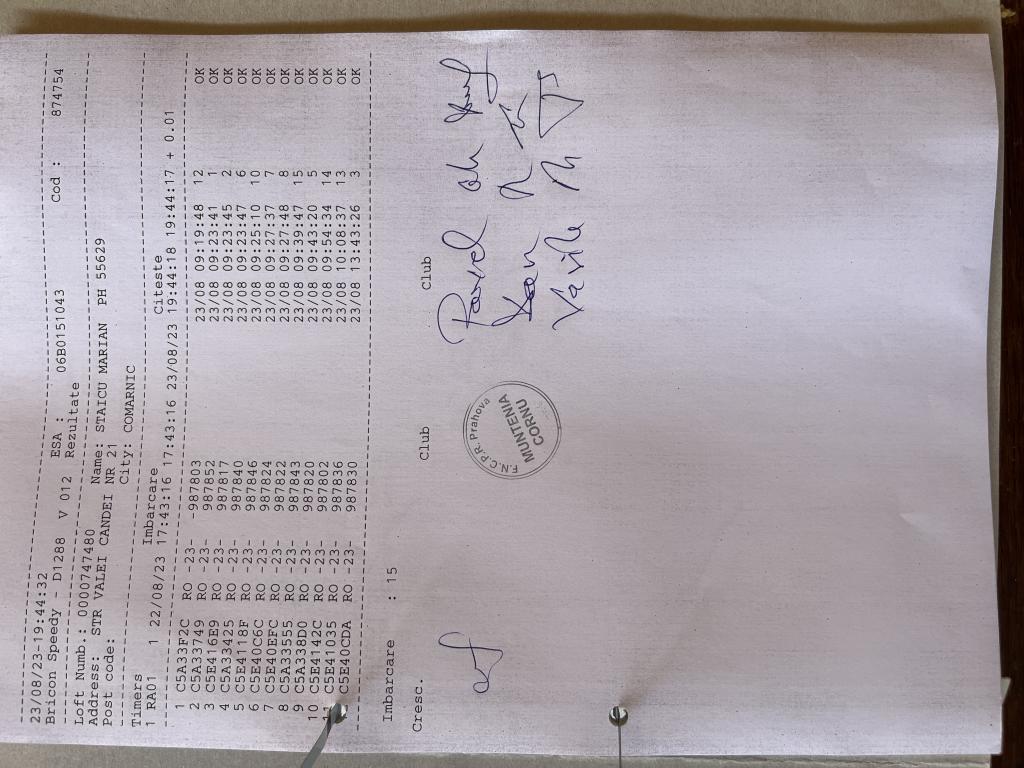 23/08/23-19:44:32
Bricon Speedy - D1288 V 012 ESA : 06B0151043 Cod : 874754
Rezultate
Loft Numb.: 0000747480 Name: STAICU MARIAN PH 55629
Address: STR VALEI CANDEI NR 21
Post code: City: COMARNIC
Timers Imbarcare Citeste
1 RA01 1 22/08/23 17:43:16 17:43:16 23/08/23 19:44:18 19:44:17 + 0.01
1 C5A33F2C RO -23- -987803 23/08 09:19:48 12 OK
2 C5A33749 RO -23- 987852 23/08 09:23:41 1 OK
3 C5E416E9 RO -23- 987817 23/08 09:23:45 2 OK
4 C5A33425 RO -23- 987840 23/08 09:23:47 6 OK
5 C5E4118F RO -23- 987846 23/08 09:25:10 10 OK
6 C5E40C6C RO -23- 987824 23/08 09:27:37 7 OK
7 C5E40EFC RO -23- 987822 23/08 09:27:48 8 OK
8 C5A33555 RO -23- 987843 23/08 09:39:47 15 OK
9 C5A338D0 RO -23- 987820 23/08 09:43:20 5 OK
10 C5E4142C RO -23- 987802 23/08 09:54:34 14 OK
11 C5E41035 RO -23- 987836 23/08 10:08:37 13 OK
C5E40CDA RO -23- 987830 23/08 13:43:26 3 OK
Imbarcare : 15
Cresc. Club Club
F.N.C.P.R. Prahova
MUNTENIA
CORNU
Vasile